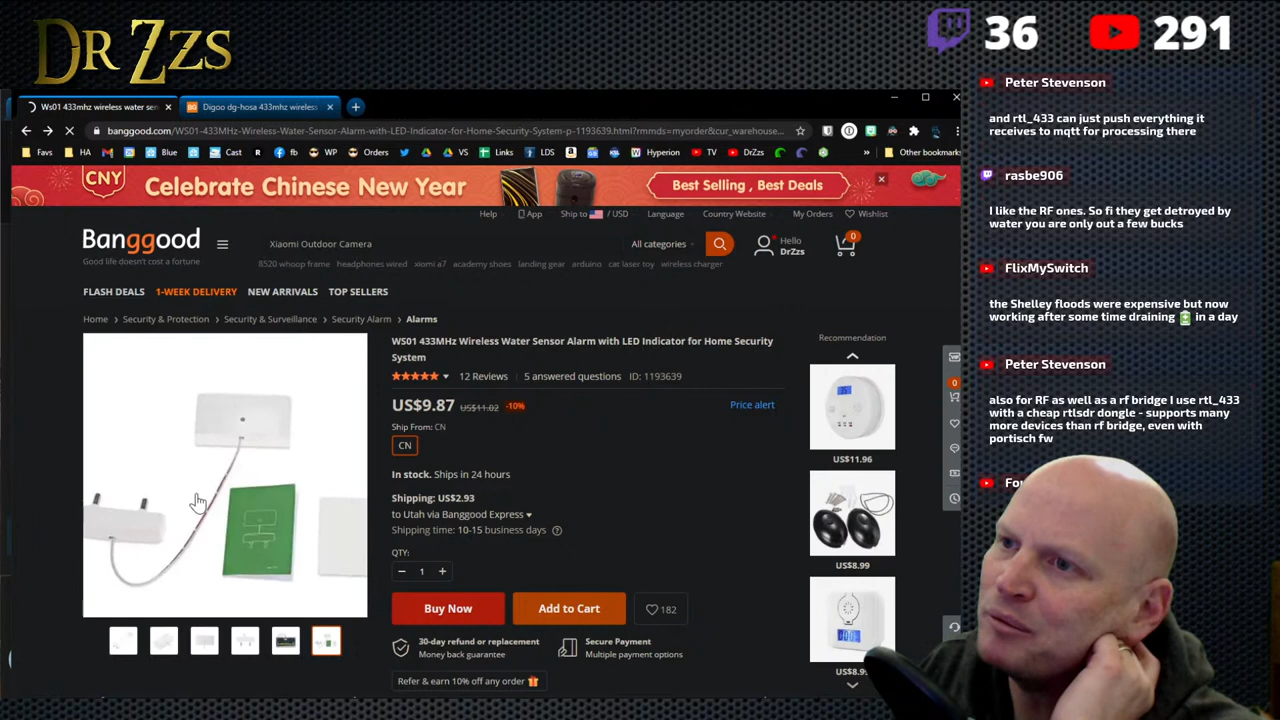 DR ZZS
36
291
Ws01 433mhz wireless water sen
Digoo dg-hosa 433mhz wireless
banggood.com/WS01-433MHz-Wireless-Water-Sensor-Alarm-with-LED-Indicator-for-Home-Security-System-p-1193639.html?rmmds=myorder&cur_warehouse...
Favs
HA
Blue
Cast
fb
WP
Orders
VS
Links
LDS
Hyperion
TV
DrZzs
Other bookmarks
CNY
Celebrate Chinese New Year
Best Selling , Best Deals
Help
App
Ship to / USD
Language
Country Website
My Orders
Wishlist
Banggood
Good life doesn't cost a fortune
Xiaomi Outdoor Camera
All categories
Hello
DrZzs
0
8520 whoop frame
headphones wired
xiomi a7
academy shoes
landing gear
arduino
cat laser toy
wireless charger
FLASH DEALS
1-WEEK DELIVERY
NEW ARRIVALS
TOP SELLERS
Home > Security & Protection > Security & Surveillance > Security Alarm > Alarms
WS01 433MHz Wireless Water Sensor Alarm with LED Indicator for Home Security
System
12 Reviews
5 answered questions
ID: 1193639
US$9.87 US$11.02 -10%
Price alert
Ship From: CN
CN
In stock. Ships in 24 hours
Shipping: US$2.93
to Utah via Banggood Express
Shipping time: 10-15 business days
QTY:
1
Buy Now
Add to Cart
182
30-day refund or replacement
Money back guarantee
Secure Payment
Multiple payment options
Refer & earn 10% off any order
Recommendation
US$11.96
US$8.99
US$8.99
0
Peter Stevenson
and rtl_433 can just push everything it
receives to mqtt for processing there
rasbe906
I like the RF ones. So fi they get detroyed by
water you are only out a few bucks
FlixMySwitch
the Shelley floods were expensive but now
working after some time draining in a day
Peter Stevenson
also for RF as well as a rf bridge I use rtl_433
with a cheap rtlsdr dongle - supports many
more devices than rf bridge, even with
portisch fw